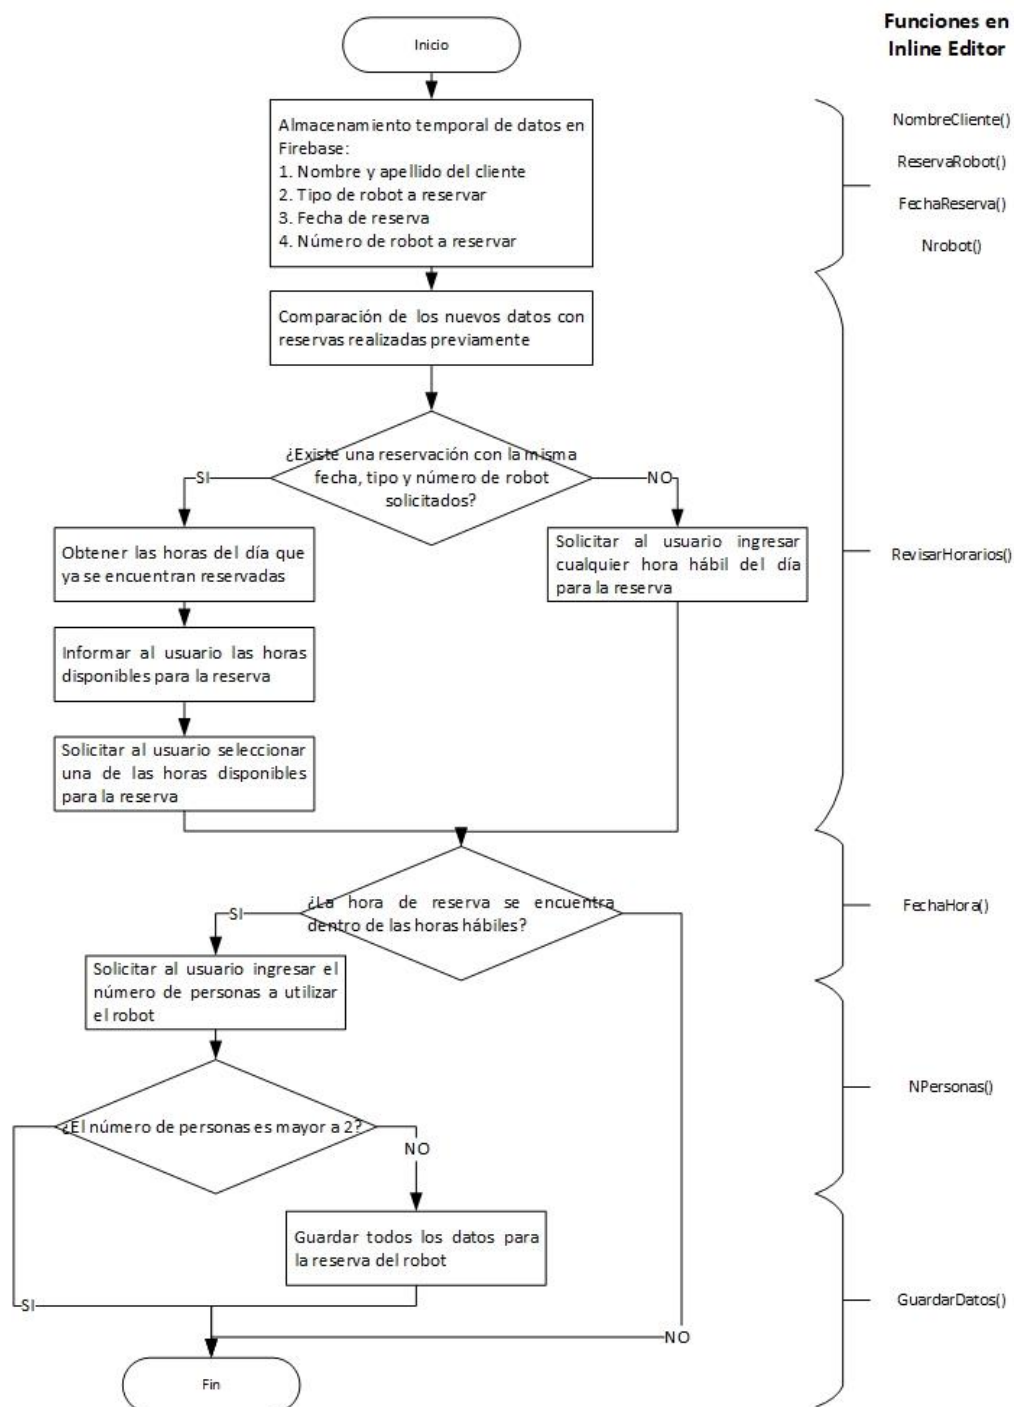 Funciones en
Inline Editor
Inicio
Almacenamiento temporal de datos en
Firebase:
1. Nombre y apellido del cliente
2. Tipo de robot a reservar
3. Fecha de reserva
4. Número de robot a reservar
NombreCliente()
ReservaRobot()
FechaReserva()
Nrobot()
Comparación de los nuevos datos con
reservas realizadas previamente
¿Existe una reservación con la misma
fecha, tipo y número de robot
solicitados?
SI
NO
Obtener las horas del día que
ya se encuentran reservadas
Solicitar al usuario ingresar
cualquier hora hábil del día
para la reserva
RevisarHorarios()
Informar al usuario las horas
disponibles para la reserva
Solicitar al usuario seleccionar
una de las horas disponibles
para la reserva
¿La hora de reserva se encuentra
dentro de las horas hábiles?
SI
FechaHora()
Solicitar al usuario ingresar el
número de personas a utilizar
el robot
NPersonas()
¿El número de personas es mayor a 2?
NO
Guardar todos los datos para
la reserva del robot
GuardarDatos()
SI
NO
Fin